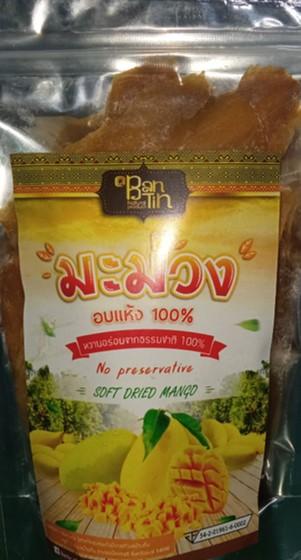 Ban
Tin
มะม่วง
อบแห้ง 100%
หวานอร่อยจากธรรมชาติ 100%
No preservative
SOFT DRIED MANGO